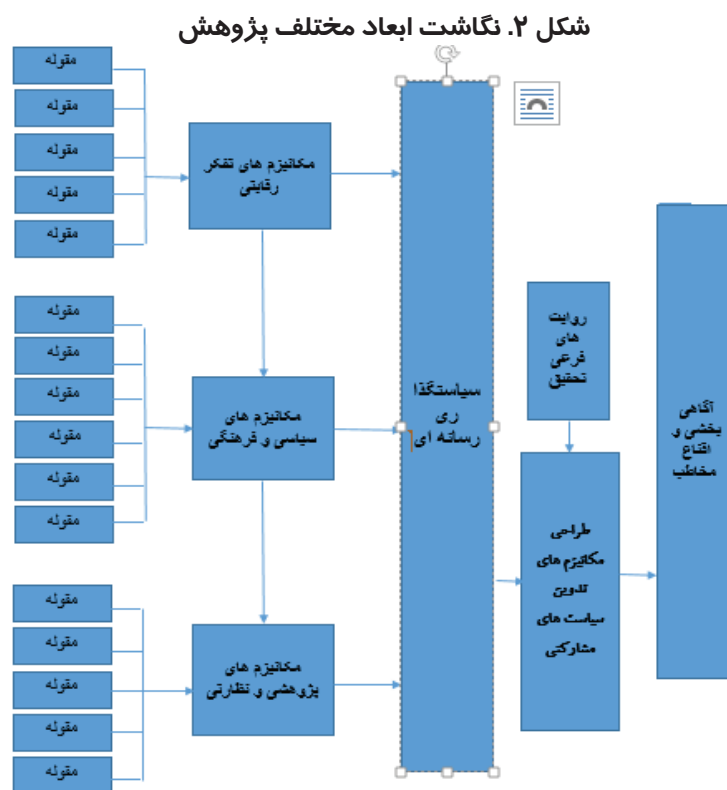 شکل ۲. نگاشت ابعاد مختلف پژوهش
مقوله
مقوله
مقوله
مقوله
مقوله
مکانیزم های تفکر
رقابتی
مقوله
مقوله
مقوله
مقوله
مقوله
مقوله
مکانیزم های
سیاسی و فرهنگی
مقوله
مقوله
مقوله
مقوله
مقوله
مکانیزم های
پژوهشی و نظارتی
سیاستگذا
ری
رسانه ای
روایت
های
فرعی
تحقیق
طراحی
مکانیزم های
تدوین
سیاست های
مشارکتی
آگاهی
بخشی و
اقناع
مخاطب